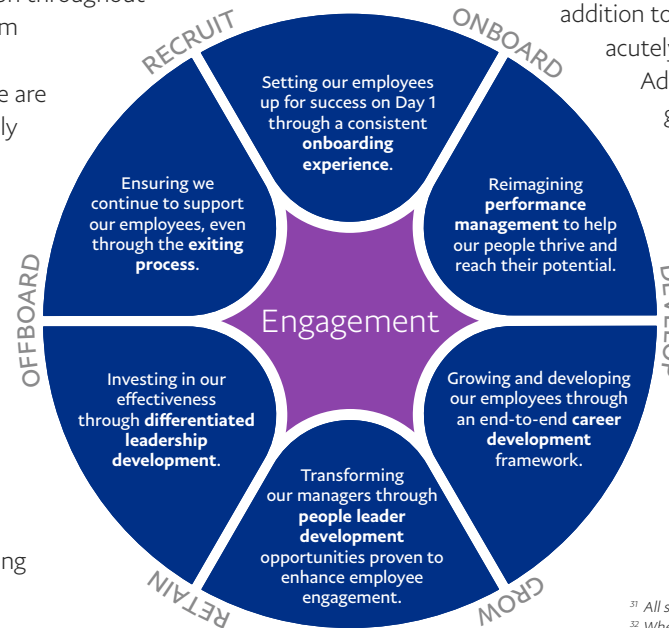 throughout
addition to
acutely
are
RECRUIT
ONBOARD
Setting our employees
up for success on Day 1
through a consistent
onboarding
experience.
Reimagining
performance
management to help
our people thrive and
reach their potential.
DEVELOP
Growing and developing
our employees through
an end-to-end career
development
framework.
GROW
Transforming
our managers through
people leader
development
opportunities proven to
enhance employee
engagement.
RETAIN
Investing in our
effectiveness
through differentiated
leadership
development.
OFFBOARD
Ensuring we
continue to support
our employees, even
through the exiting
process.
Engagement
31 All
32